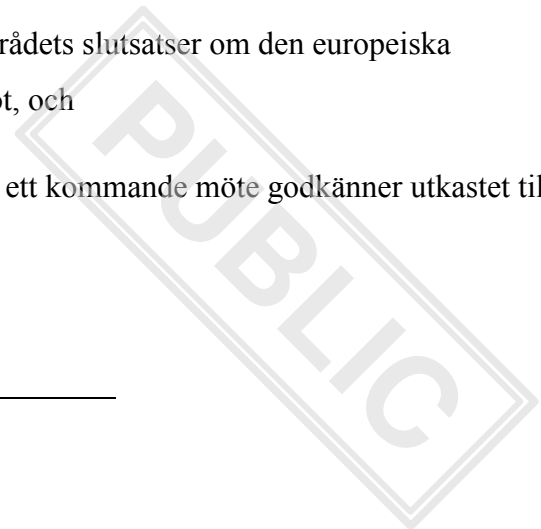 rådets slutsatser om den europeiska
ot, och
ett kommande möte godkänner utkastet til
PUBLIC